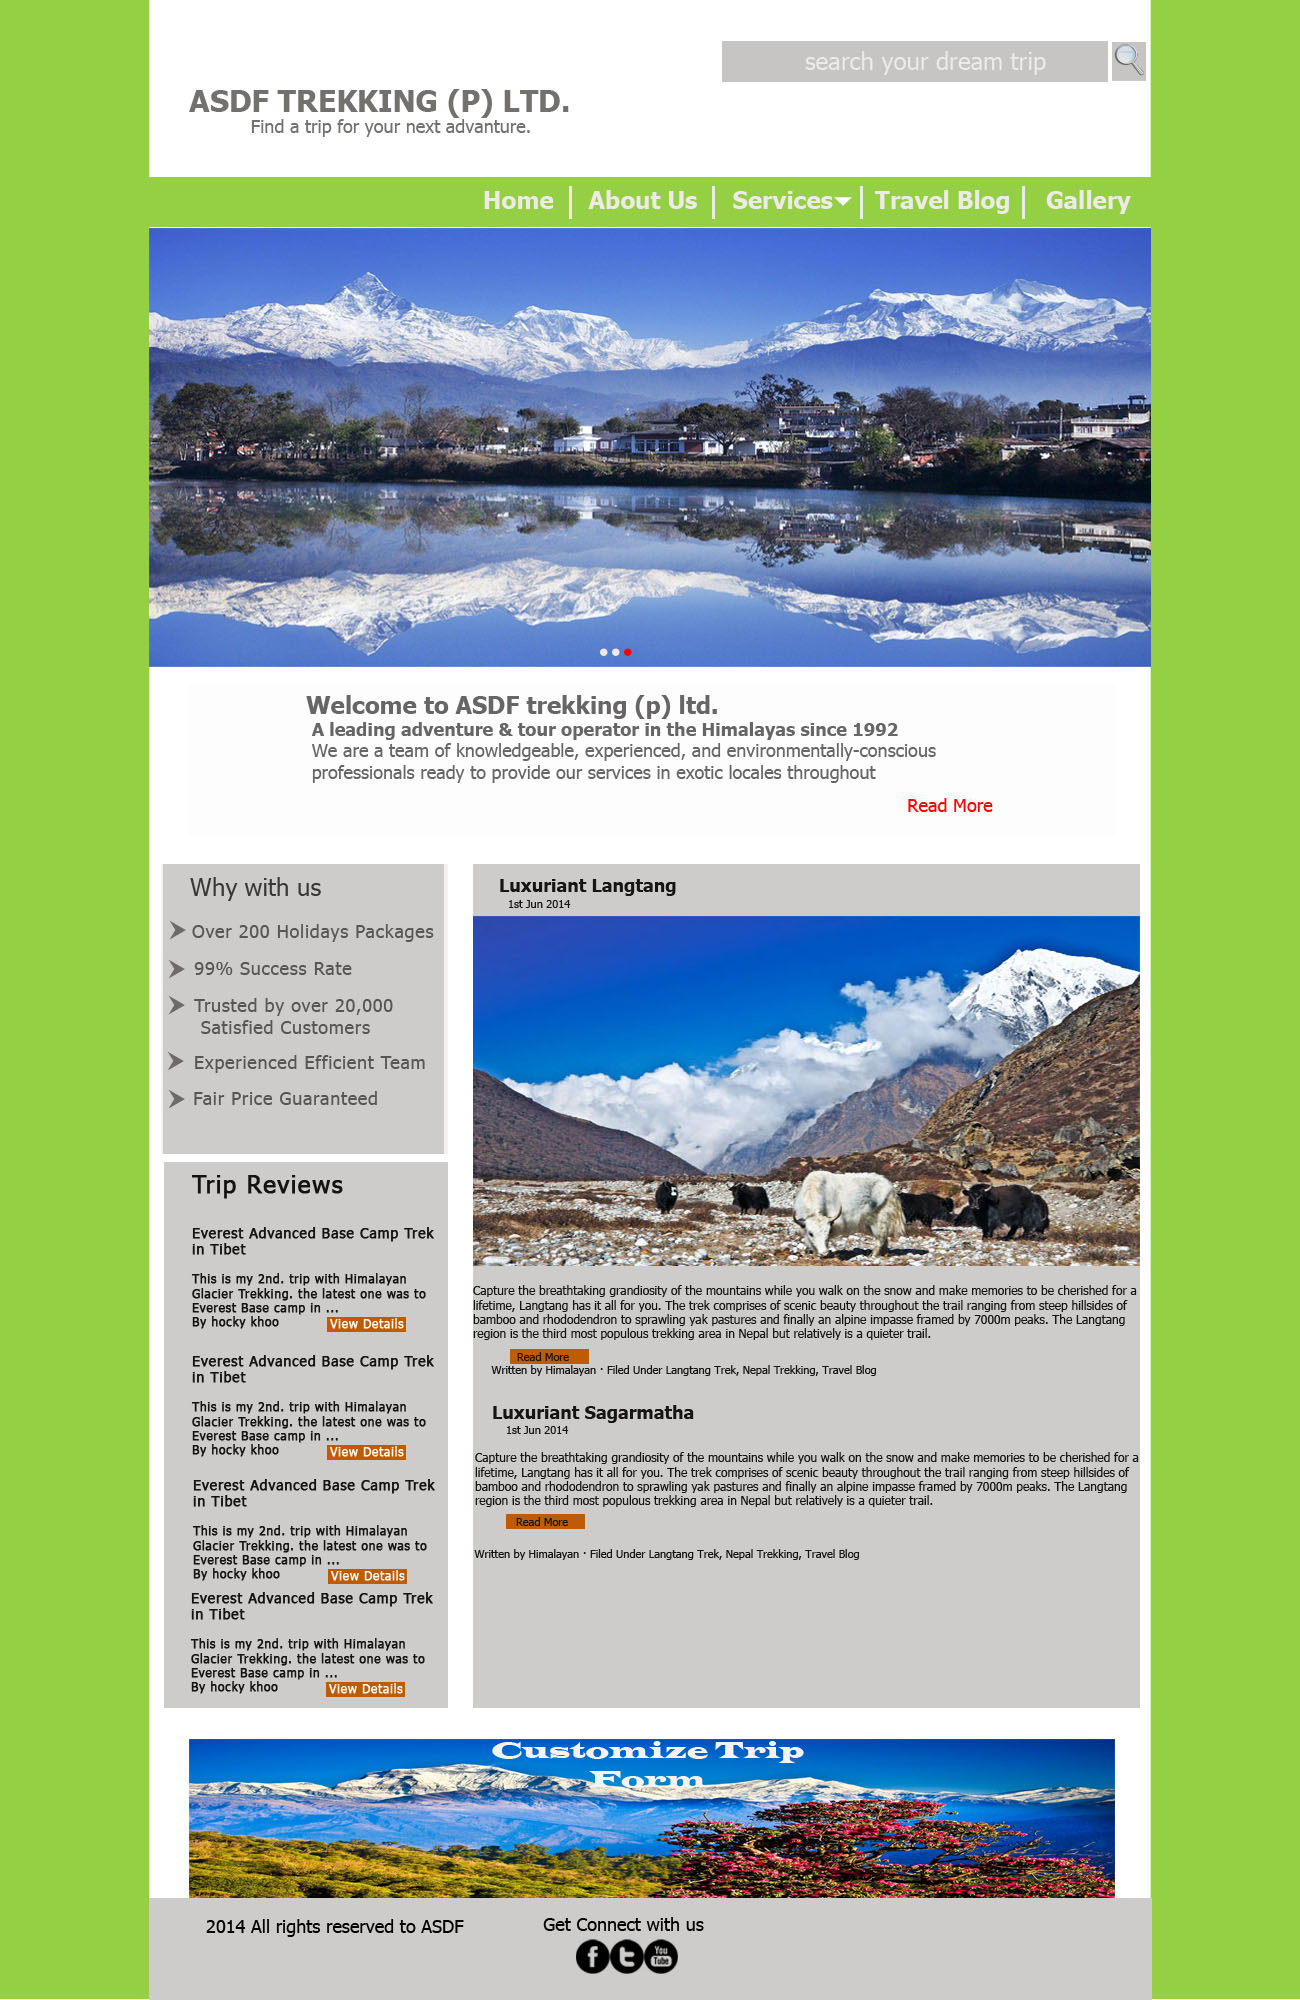 search your dream trip
ASDF TREKKING (P) LTD.
Find a trip for your next advanture.
Home
About Us
Services
Travel Blog
Gallery
Welcome to ASDF trekking (p) ltd.
A leading adventure & tour operator in the Himalayas since 1992
We are a team of knowledgeable, experienced, and environmentally-conscious
professionals ready to provide our services in exotic locales throughout
Read More
Why with us
Over 200 Holidays Packages
99% Success Rate
Trusted by over 20,000
Satisfied Customers
Experienced Efficient Team
Fair Price Guaranteed
Trip Reviews
Everest Advanced Base Camp Trek
in Tibet
This is my 2nd. trip with Himalayan
Glacier Trekking. the latest one was to
Everest Base camp in ...
By hocky khoo
View Details
Everest Advanced Base Camp Trek
in Tibet
This is my 2nd. trip with Himalayan
Glacier Trekking. the latest one was to
Everest Base camp in ...
By hocky khoo
View Details
Everest Advanced Base Camp Trek
in Tibet
This is my 2nd. trip with Himalayan
Glacier Trekking. the latest one was to
Everest Base camp in ...
By hocky khoo
View Details
Everest Advanced Base Camp Trek
in Tibet
This is my 2nd. trip with Himalayan
Glacier Trekking. the latest one was to
Everest Base camp in ...
By hocky khoo
View Details
Luxuriant Langtang
1st Jun 2014
Capture the breathtaking grandiosity of the mountains while you walk on the snow and make memories to be cherished for a
lifetime, Langtang has it all for you. The trek comprises of scenic beauty throughout the trail ranging from steep hillsides of
bamboo and rhododendron to sprawling yak pastures and finally an alpine impasse framed by 7000m peaks. The Langtang
region is the third most populous trekking area in Nepal but relatively is a quieter trail.
Read More
Written by Himalayan · Filed Under Langtang Trek, Nepal Trekking, Travel Blog
Luxuriant Sagarmatha
1st Jun 2014
Capture the breathtaking grandiosity of the mountains while you walk on the snow and make memories to be cherished for a
lifetime, Langtang has it all for you. The trek comprises of scenic beauty throughout the trail ranging from steep hillsides of
bamboo and rhododendron to sprawling yak pastures and finally an alpine impasse framed by 7000m peaks. The Langtang
region is the third most populous trekking area in Nepal but relatively is a quieter trail.
Read More
Written by Himalayan · Filed Under Langtang Trek, Nepal Trekking, Travel Blog
Customize Trip
Form
2014 All rights reserved to ASDF
Get Connect with us
You
Tube